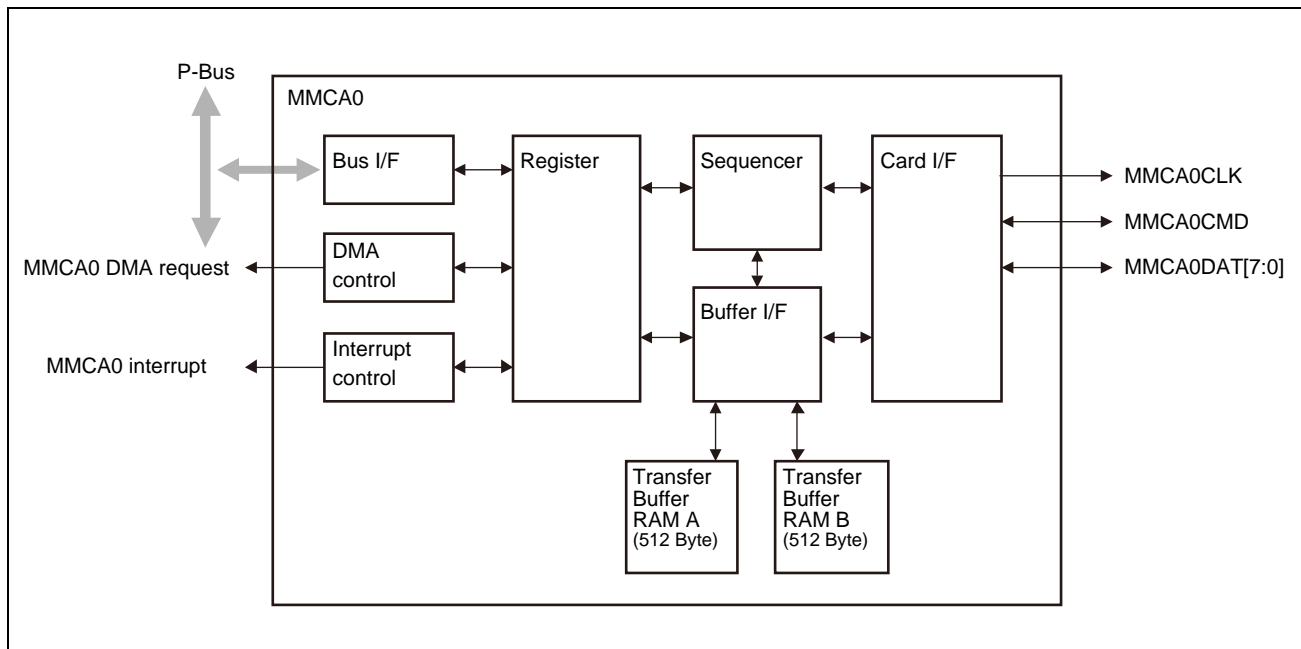 P-Bus
MMCA0
Bus I/F
Register
Sequencer
Card I/F
MMCA0CLK
MMCA0CMD
DMA
control
MMCA0 DMA request
MMCA0DAT[7:0]
Buffer I/F
Interrupt
control
MMCA0 interrupt
Transfer
Buffer
RAM A
(512 Byte)
Transfer
Buffer
RAM B
(512 Byte)